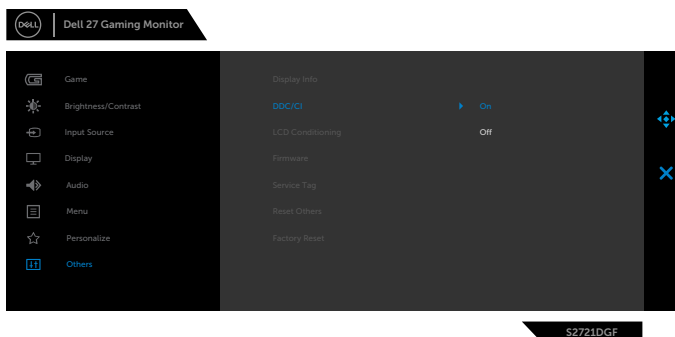 DELL
Dell 27 Gaming Monitor
Game
Display Info
Brightness/Contrast
DDC/CI
On
Input Source
LCD Conditioning
Off
Display
Firmware
Audio
Service Tag
Menu
Reset Others
Personalize
Factory Reset
Others
S2721DGF